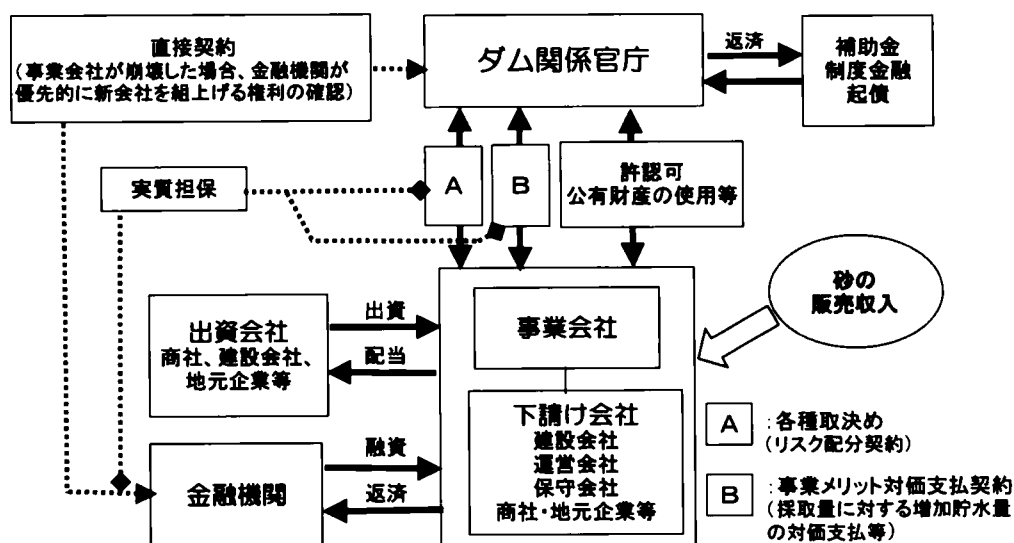 直接契約
（事業会社が崩壊した場合、金融機関が
優先的に新会社を組上げる権利の確認）
ダム関係官庁
返済
補助金
制度金融
起債
実質担保
A
B
許認可
公有財産の使用等
砂の
販売収入
出資会社
商社、建設会社、
地元企業等
出資
配当
事業会社
下請け会社
建設会社
運営会社
保守会社
商社・地元企業等
金融機関
融資
返済
A
:各種取決め
（リスク配分契約）
B
:事業メリット対価支払契約
（採取量に対する増加貯水量
の対価支払等）